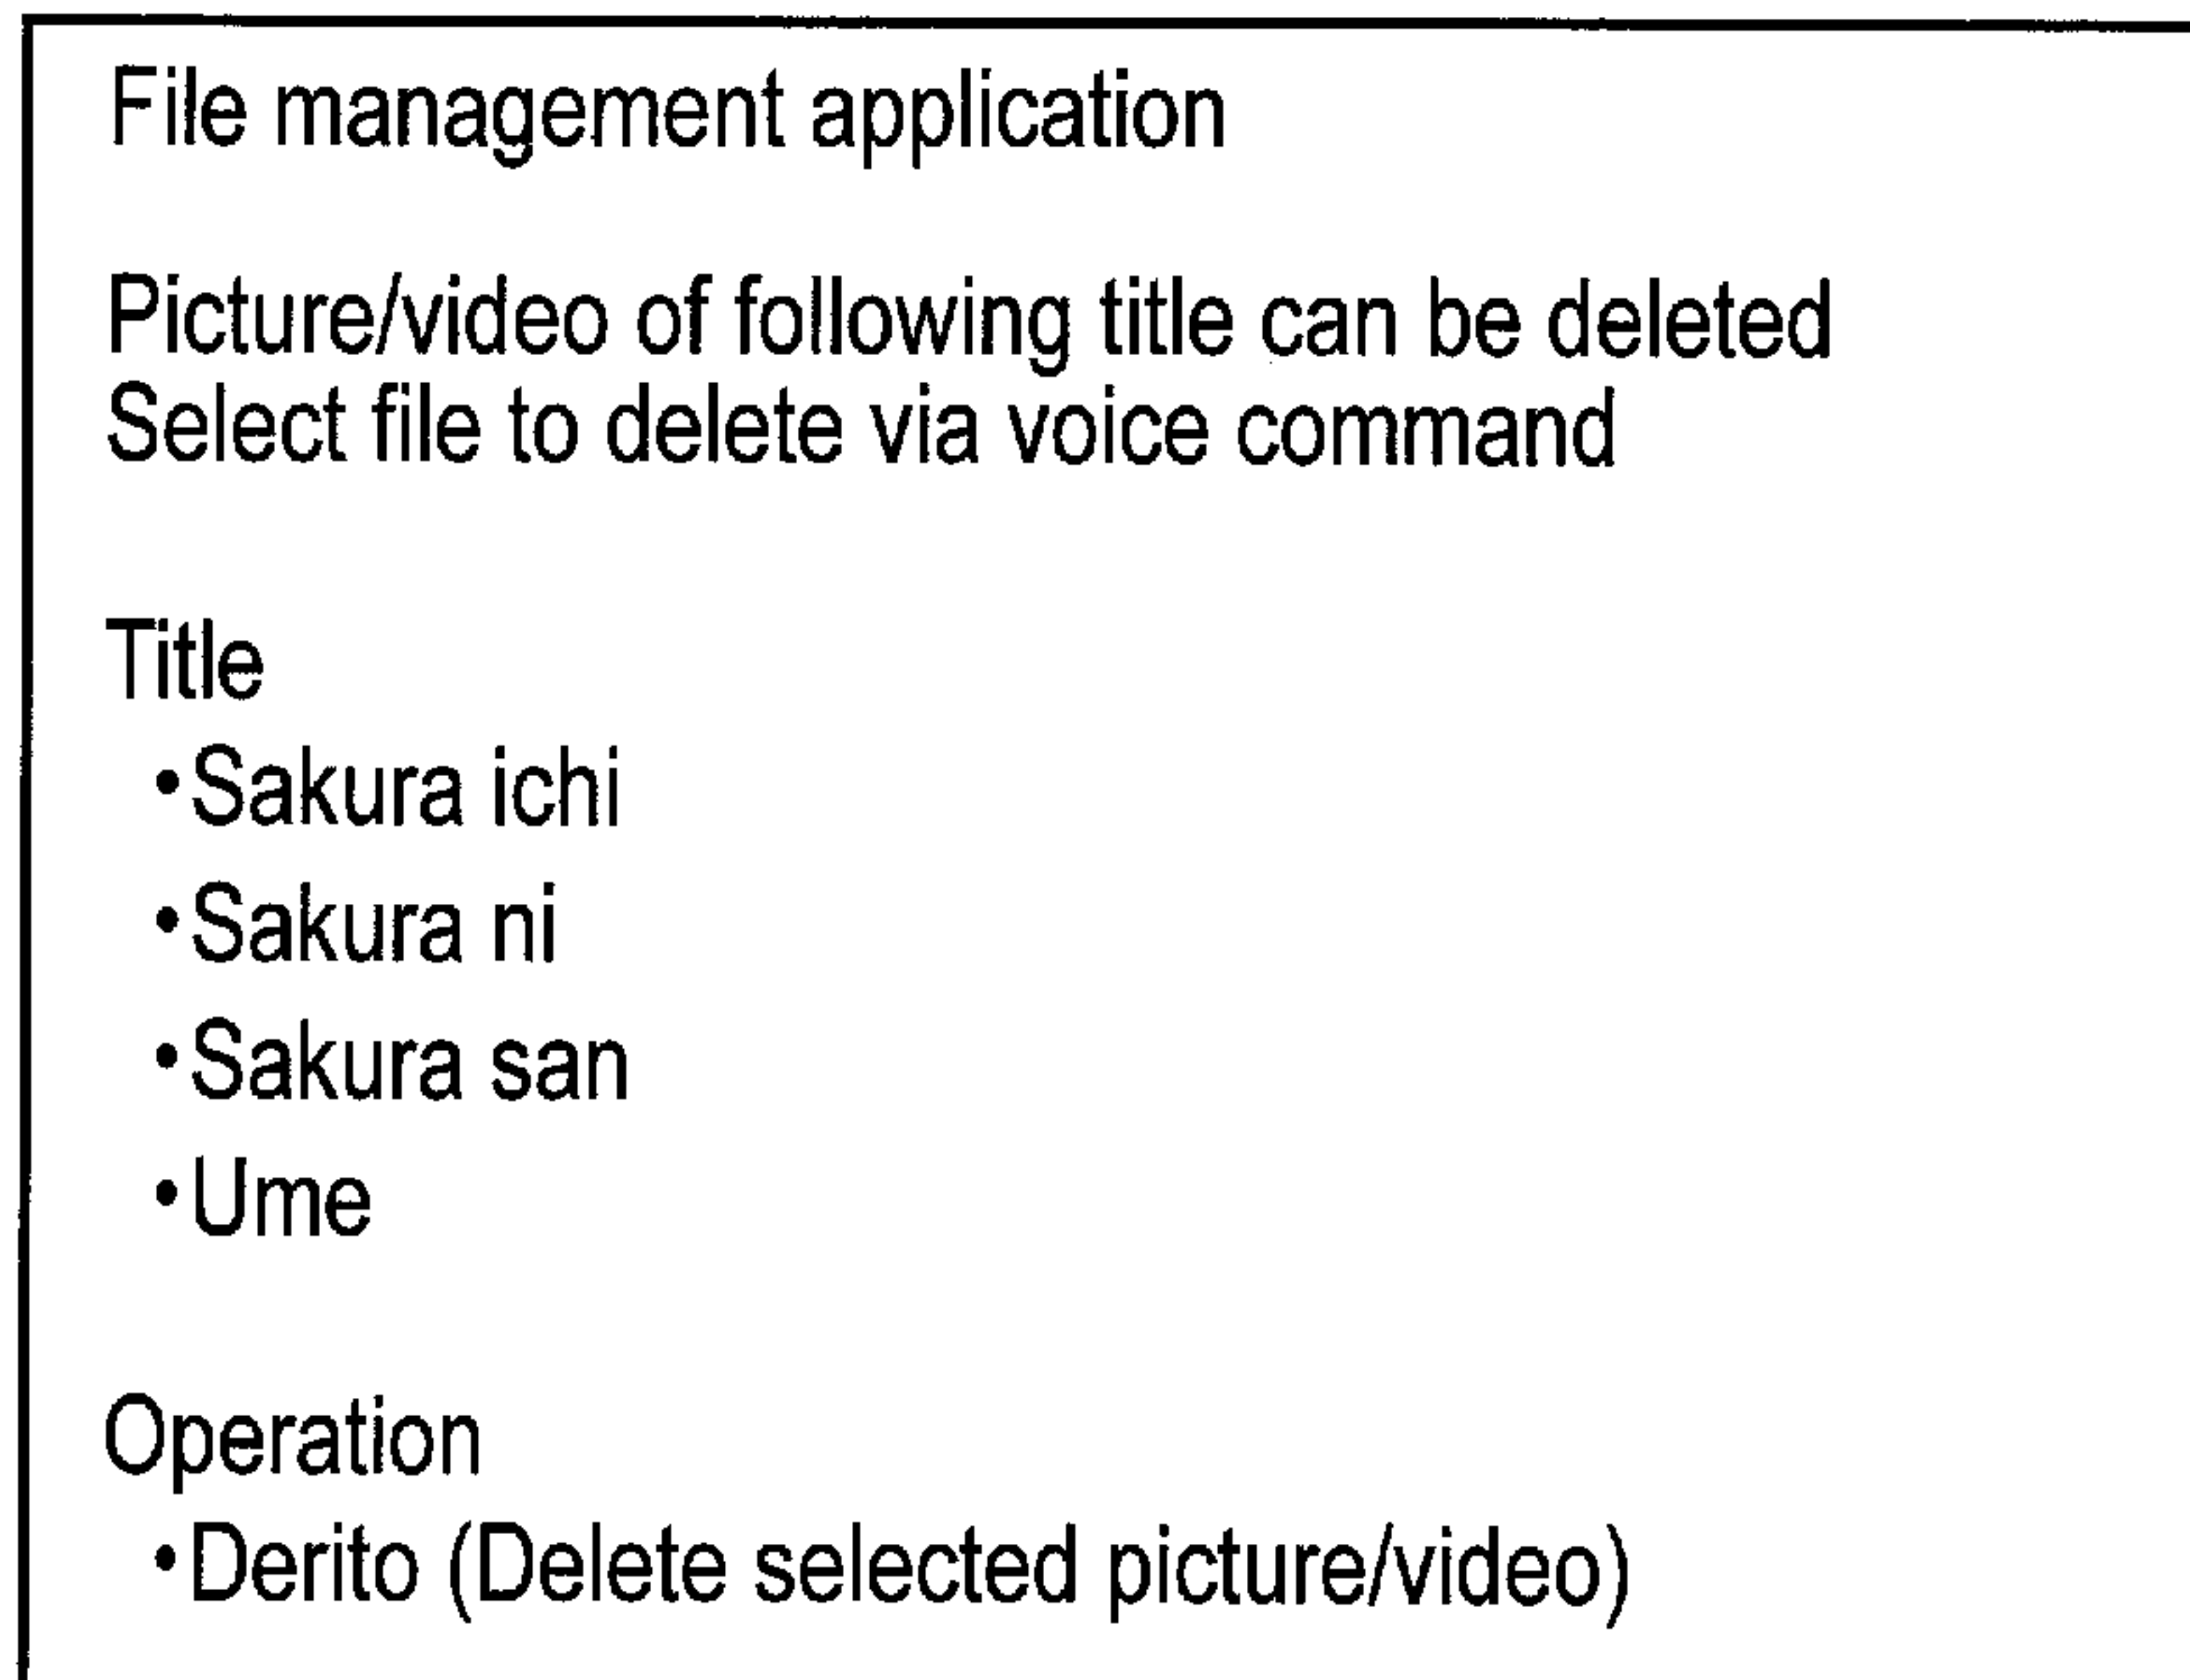 File management application
Picture/video of following title can be deleted
Select file to delete via voice command
Title
•Sakura ichi
•Sakura ni
•Sakura san
•Ume
Operation
•Derito (Delete selected picture/video)